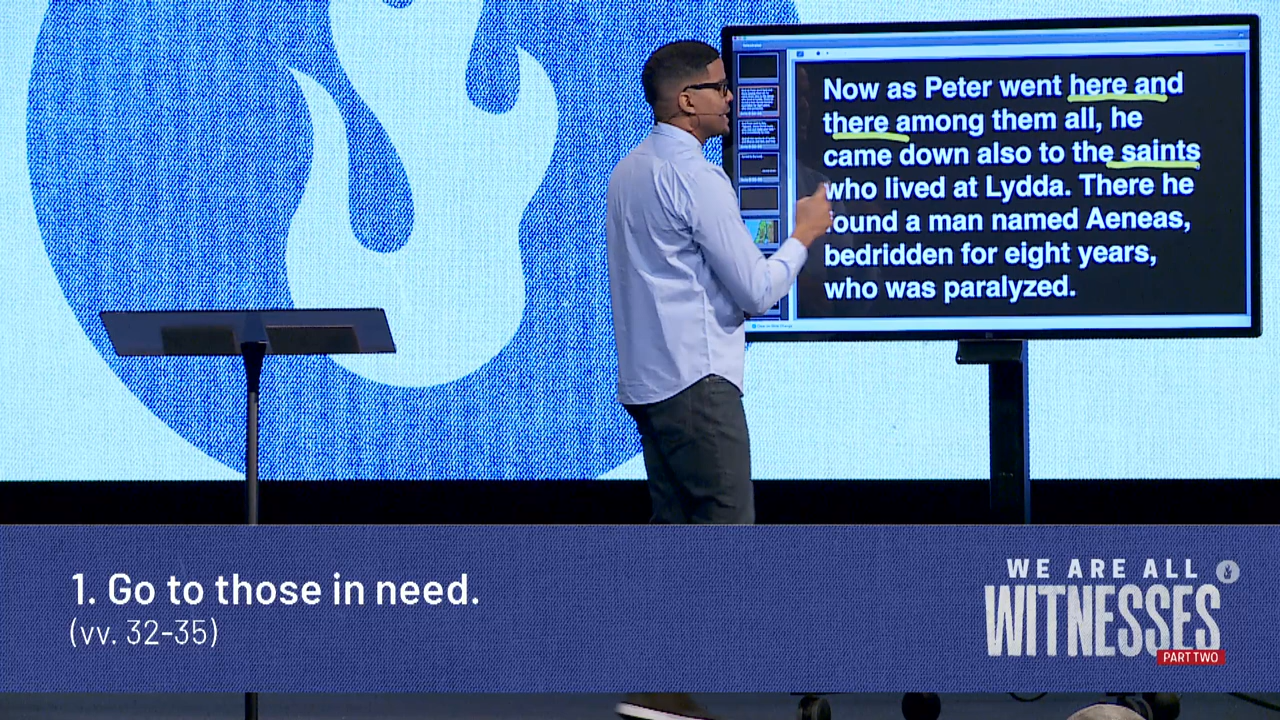 Now as Peter went here and
there among them all, he
came down also to the saints
who lived at Lydda. There he
found a man named Aeneas,
bedridden for eight years,
who was paralyzed.
1. Go to those in need.
(vv. 32-35)
WE ARE ALL
WITNESSES
PART TWO